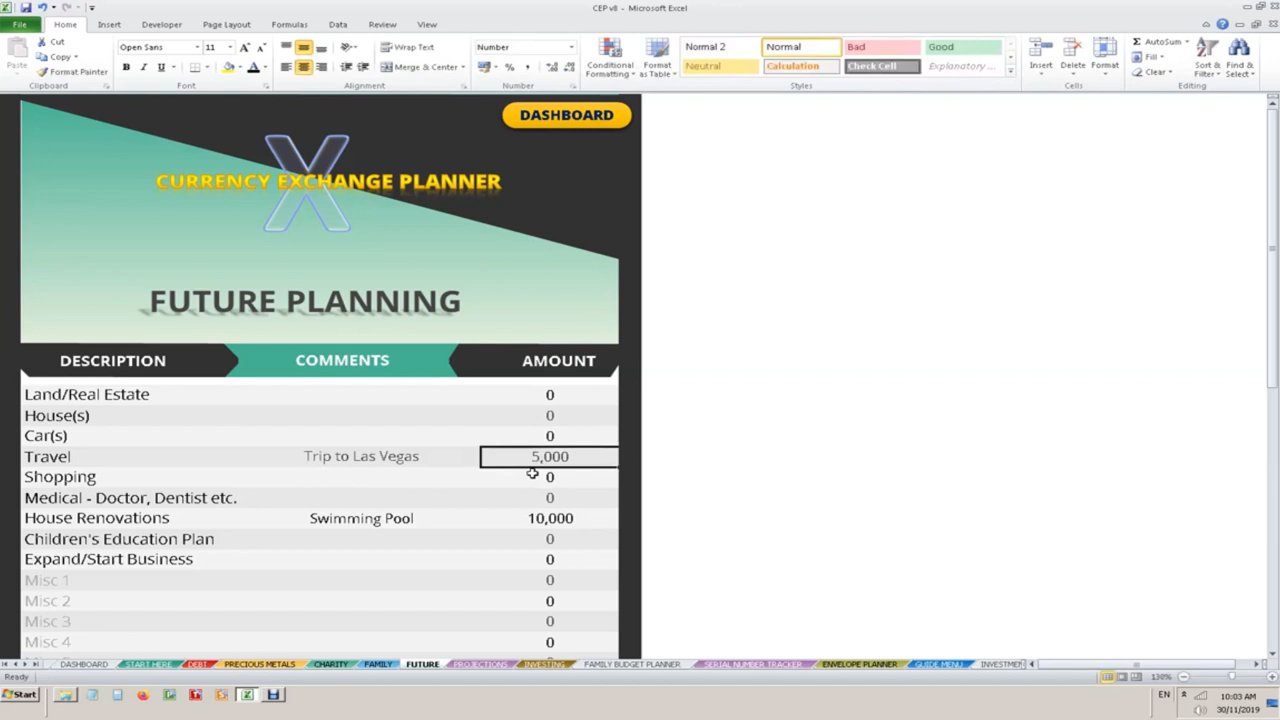 CEP v8 - Microsoft Excel
File Home Insert Developer Page Layout Formulas Data Review View
Paste
Cut
Copy
Format Painter
Clipboard
Open Sans 11
B I U
Font
Wrap Text
Merge & Center
Alignment
Number
Number
Conditional Formatting
Format as Table
Normal 2 Normal Bad Good
Neutral Calculation Check Cell Explanatory ...
Styles
Insert Delete Format
Cells
AutoSum
Fill
Clear
Sort & Filter
Find & Select
Editing
DASHBOARD
X
CURRENCY EXCHANGE PLANNER
FUTURE PLANNING
DESCRIPTION COMMENTS AMOUNT
Land/Real Estate 0
House(s) 0
Car(s) 0
Travel Trip to Las Vegas 5,000
Shopping 0
Medical - Doctor, Dentist etc. 0
House Renovations Swimming Pool 10,000
Children's Education Plan 0
Expand/Start Business 0
Misc 1 0
Misc 2 0
Misc 3 0
Misc 4 0
DASHBOARD START HERE DEBT PRECIOUS METALS CHARITY FAMILY FUTURE PROJECTIONS INVESTING FAMILY BUDGET PLANNER SERIAL NUMBER TRACKER ENVELOPE PLANNER GUIDE MENU INVESTMEN
Ready 130%
Start EN 10:03 AM
30/11/2019